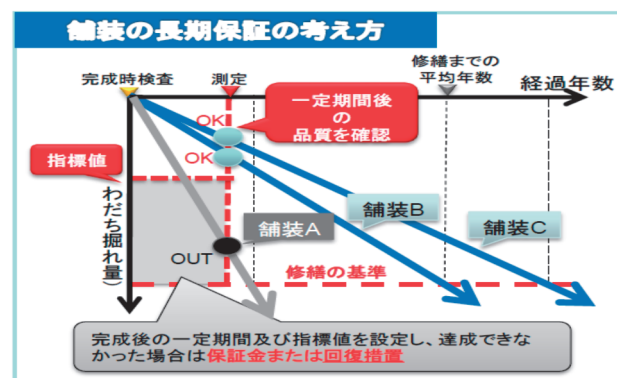 舗装の長期保証の考え方
完成時検査
測定
修繕までの
平均年数
経過年数
一定期間後
の
品質を確認
OK
OK
指標値
わだち掘れ量)
舗装A
舗装B
舗装C
OUT
修繕の基準
完成後の一定期間及び指標値を設定し、達成できな
かった場合は保証金または回復措置